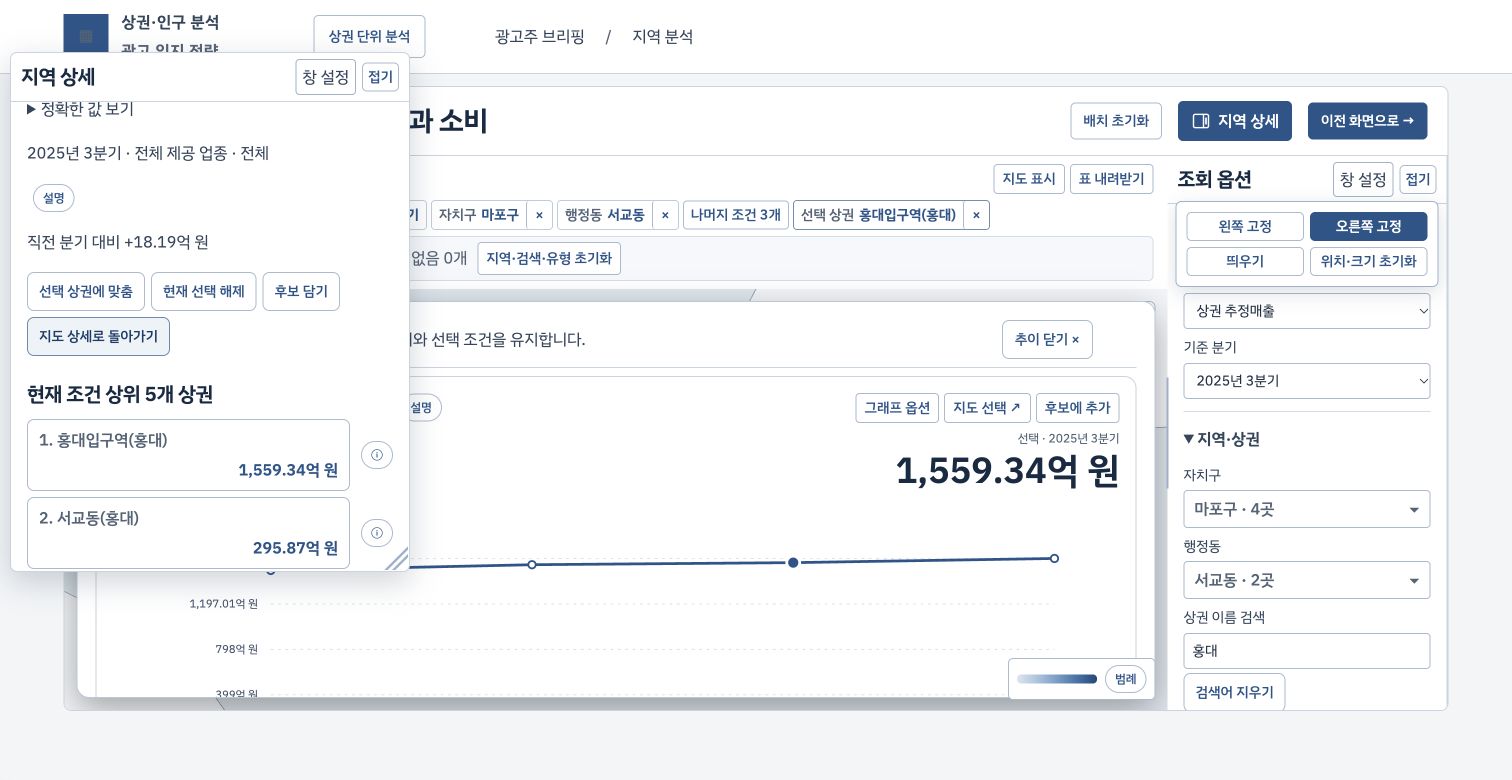 상권·인구 분석
광고 입지 전략
상권 단위 분석
광고주 브리핑 / 지역 분석
지역 상세
창 설정
접기
▶ 정확한 값 보기
2025년 3분기 · 전체 제공 업종 · 전체
설명
직전 분기 대비 +18.19억 원
선택 상권에 맞춤
현재 선택 해제
후보 담기
지도 상세로 돌아가기
현재 조건 상위 5개 상권
1. 홍대입구역(홍대)
1,559.34억 원
2. 서교동(홍대)
295.87억 원
과 소비
배치 초기화
지역 상세
이전 화면으로 →
지도 표시
표 내려받기
기
자치구 마포구 ×
행정동 서교동 ×
나머지 조건 3개
선택 상권 홍대입구역(홍대) ×
없음 0개
지역·검색·유형 초기화
와 선택 조건을 유지합니다.
추이 닫기 ×
설명
그래프 옵션
지도 선택 ↗
후보에 추가
선택 · 2025년 3분기
1,559.34억 원
1,197.01억 원
798억 원
399억 원
범례
조회 옵션
창 설정
접기
왼쪽 고정
오른쪽 고정
띄우기
위치·크기 초기화
상권 추정매출
기준 분기
2025년 3분기
▼ 지역·상권
자치구
마포구 · 4곳
행정동
서교동 · 2곳
상권 이름 검색
홍대
검색어 지우기